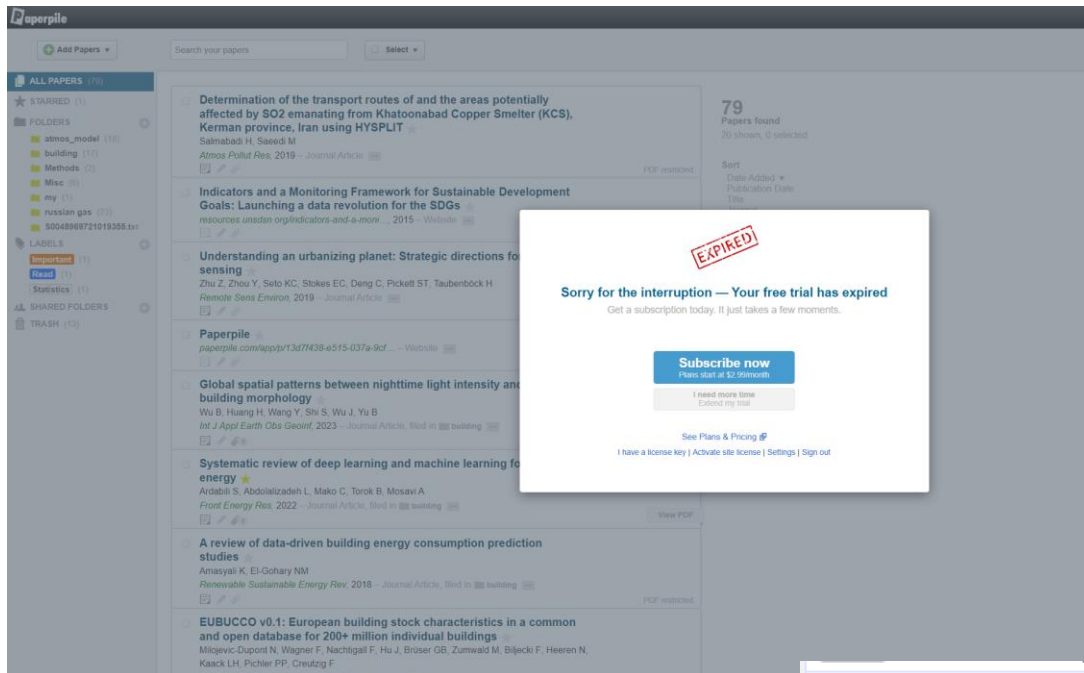 Paperpile
Add Papers
Search your papers
Select
ALL PAPERS (79)
STARRED (1)
FOLDERS
atmos_model (18)
building (17)
Methods (2)
Misc (6)
my (1)
russian gas (23)
S0048969721019355.txt
LABELS
Important (1)
Read (1)
Statistics (1)
SHARED FOLDERS
TRASH (13)
Determination of the transport routes of and the areas potentially
affected by SO2 emanating from Khatoonabad Copper Smelter (KCS),
Kerman province, Iran using HYSPLIT
Salmabadi H, Saeedi M
Atmos Pollut Res, 2019 – Journal Article
PDF restricted
Indicators and a Monitoring Framework for Sustainable Development
Goals: Launching a data revolution for the SDGs
resources.unsdsn.org/indicators-and-a-moni..., 2015 – Website
Understanding an urbanizing planet: Strategic directions fo
sensing
Zhu Z, Zhou Y, Seto KC, Stokes EC, Deng C, Pickett ST, Taubenböck H
Remote Sens Environ, 2019 – Journal Article
Paperpile
paperpile.com/app/p/13d7f438-e515-037a-9cf... – Website
Global spatial patterns between nighttime light intensity and
building morphology
Wu B, Huang H, Wang Y, Shi S, Wu J, Yu B
Int J Appl Earth Obs Geoinf, 2023 – Journal Article, filed in building
Systematic review of deep learning and machine learning fo
energy
Ardabili S, Abdolalizadeh L, Mako C, Torok B, Mosavi A
Front Energy Res, 2022 – Journal Article, filed in building
View PDF
A review of data-driven building energy consumption prediction
studies
Amasyali K, El-Gohary NM
Renewable Sustainable Energy Rev, 2018 – Journal Article, filed in building
PDF restricted
EUBUCCO v0.1: European building stock characteristics in a common
and open database for 200+ million individual buildings
Milojevic-Dupont N, Wagner F, Nachtigall F, Hu J, Brüser GB, Zumwald M, Biljecki F, Heeren N,
Kaack LH, Pichler PP, Creutzig F
79
Papers found
20 shown, 0 selected
Sort
Date Added
Publication Date
Title
EXPIRED
Sorry for the interruption — Your free trial has expired
Get a subscription today. It just takes a few moments.
Subscribe now
Plans start at $2.99/month
I need more time
Extend my trial
See Plans & Pricing
I have a license key | Activate site license | Settings | Sign out